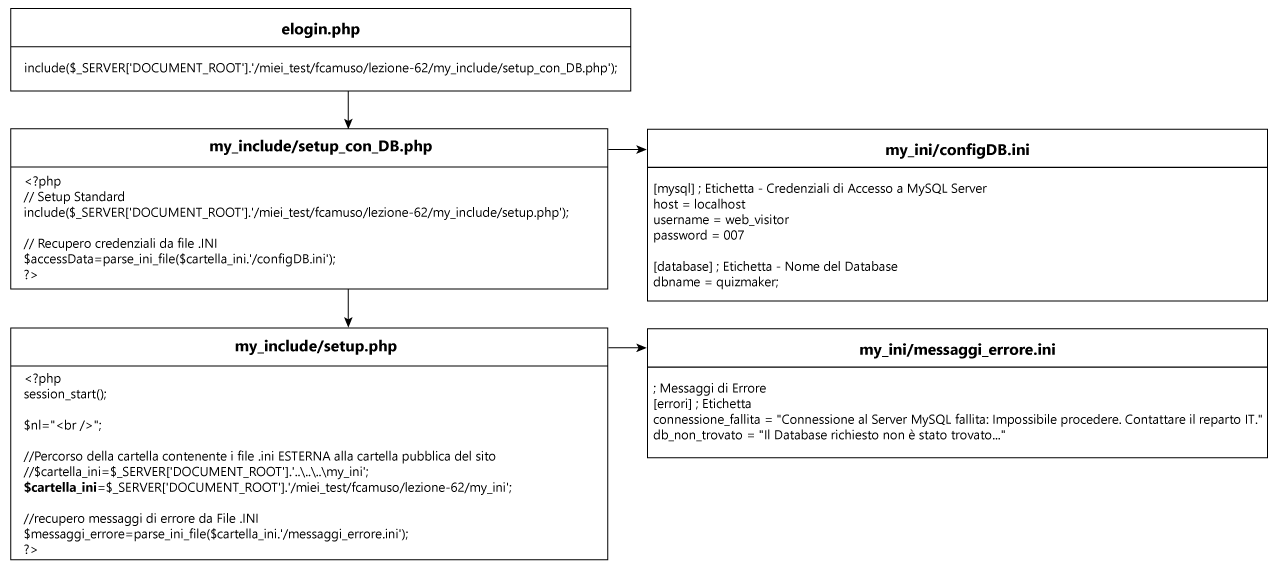 elogin.php
include($_SERVER['DOCUMENT_ROOT'].'/miei_test/fcamuso/lezione-62/my_include/setup_con_DB.php');
my_include/setup_con_DB.php
<?php
// Setup Standard
include($_SERVER['DOCUMENT_ROOT'].'/miei_test/fcamuso/lezione-62/my_include/setup.php');
// Recupero credenziali da file .INI
$accessData=parse_ini_file($cartella_ini.'/configDB.ini');
?>
my_ini/configDB.ini
[mysql] ; Etichetta - Credenziali di Accesso a MySQL Server
host = localhost
username = web_visitor
password = 007
[database] ; Etichetta - Nome del Database
dbname = quizmaker;
my_include/setup.php
<?php
session_start();
$nl="<br />";
//Percorso della cartella contenente i file .ini ESTERNA alla cartella pubblica del sito
//$cartella_ini=$_SERVER['DOCUMENT_ROOT'].'..\..\..\my_ini';
$cartella_ini=$_SERVER['DOCUMENT_ROOT'].'/miei_test/fcamuso/lezione-62/my_ini';
//recupero messaggi di errore da File .INI
$messaggi_errore=parse_ini_file($cartella_ini.'/messaggi_errore.ini');
?>
my_ini/messaggi_errore.ini
; Messaggi di Errore
[errori] ; Etichetta
connessione_fallita = "Connessione al Server MySQL fallita: Impossibile procedere. Contattare il reparto IT."
db_non_trovato = "Il Database richiesto non è stato trovato..."